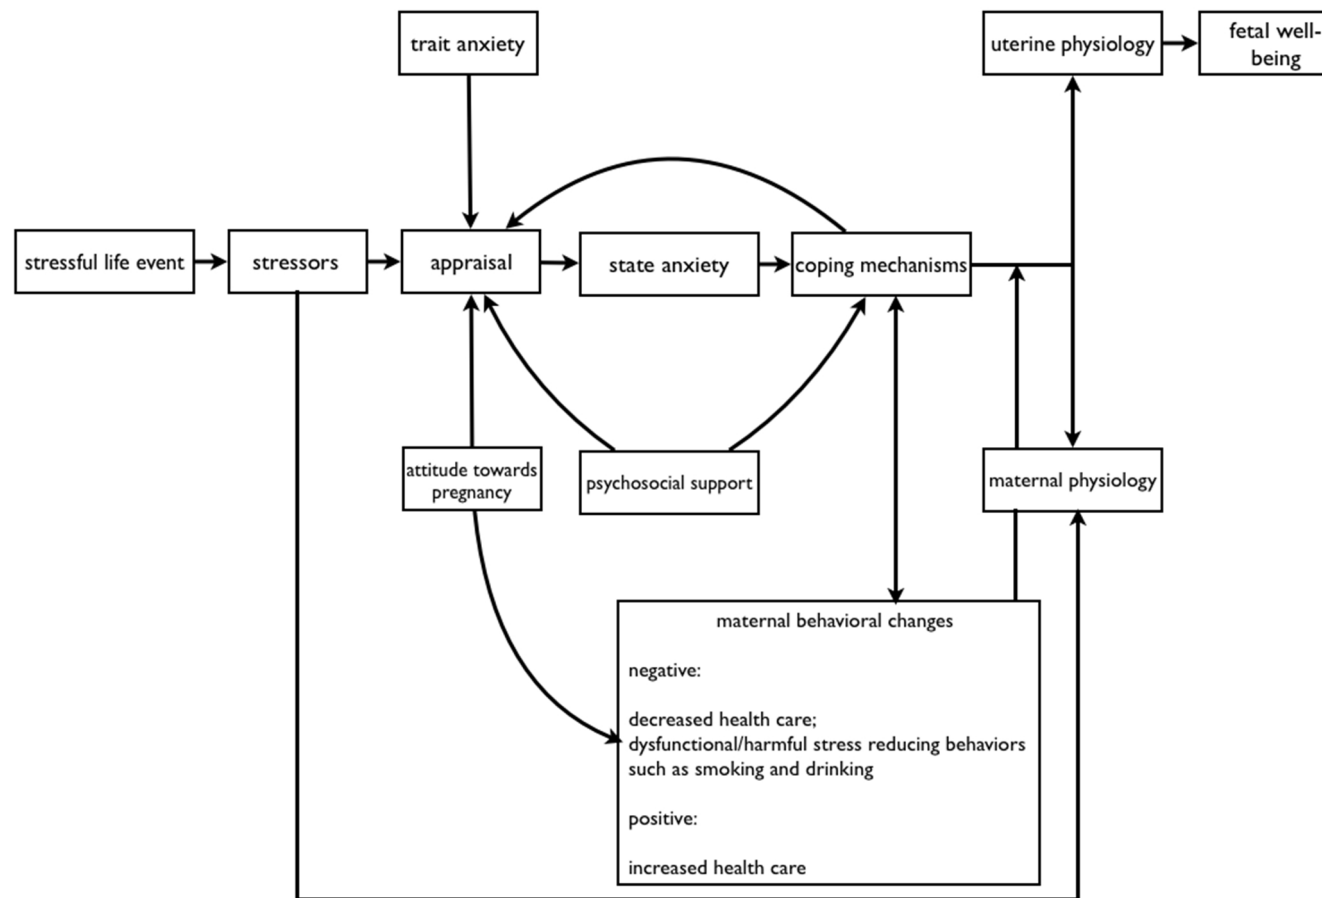 trait anxiety
uterine physiology
fetal well-
being
stressful life event
stressors
appraisal
state anxiety
coping mechanisms
attitude towards
pregnancy
psychosocial support
maternal physiology
maternal behavioral changes
negative:
decreased health care;
dysfunctional/harmful stress reducing behaviors
such as smoking and drinking
positive:
increased health care